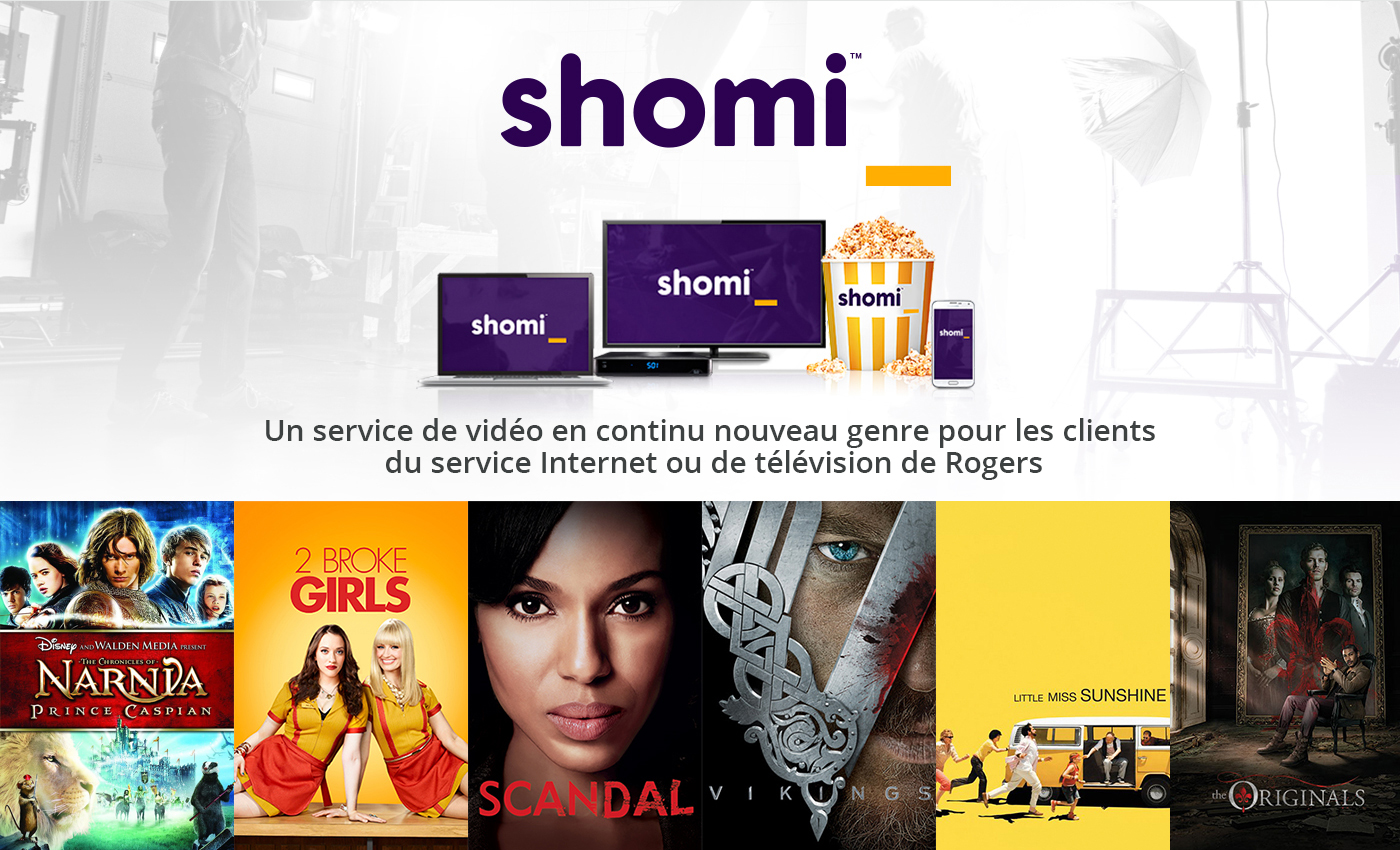 shomi™
shomi
shomi
shomi
shomi
501
Un service de vidéo en continu nouveau genre pour les clients
du service Internet ou de télévision de Rogers
DISNEY AND WALDEN MEDIA PRESENT
THE CHRONICLES OF
NARNIA
PRINCE CASPIAN
2 BROKE
GIRLS
SCANDAL
VIKINGS
LITTLE MISS SUNSHINE
the ORIGINALS